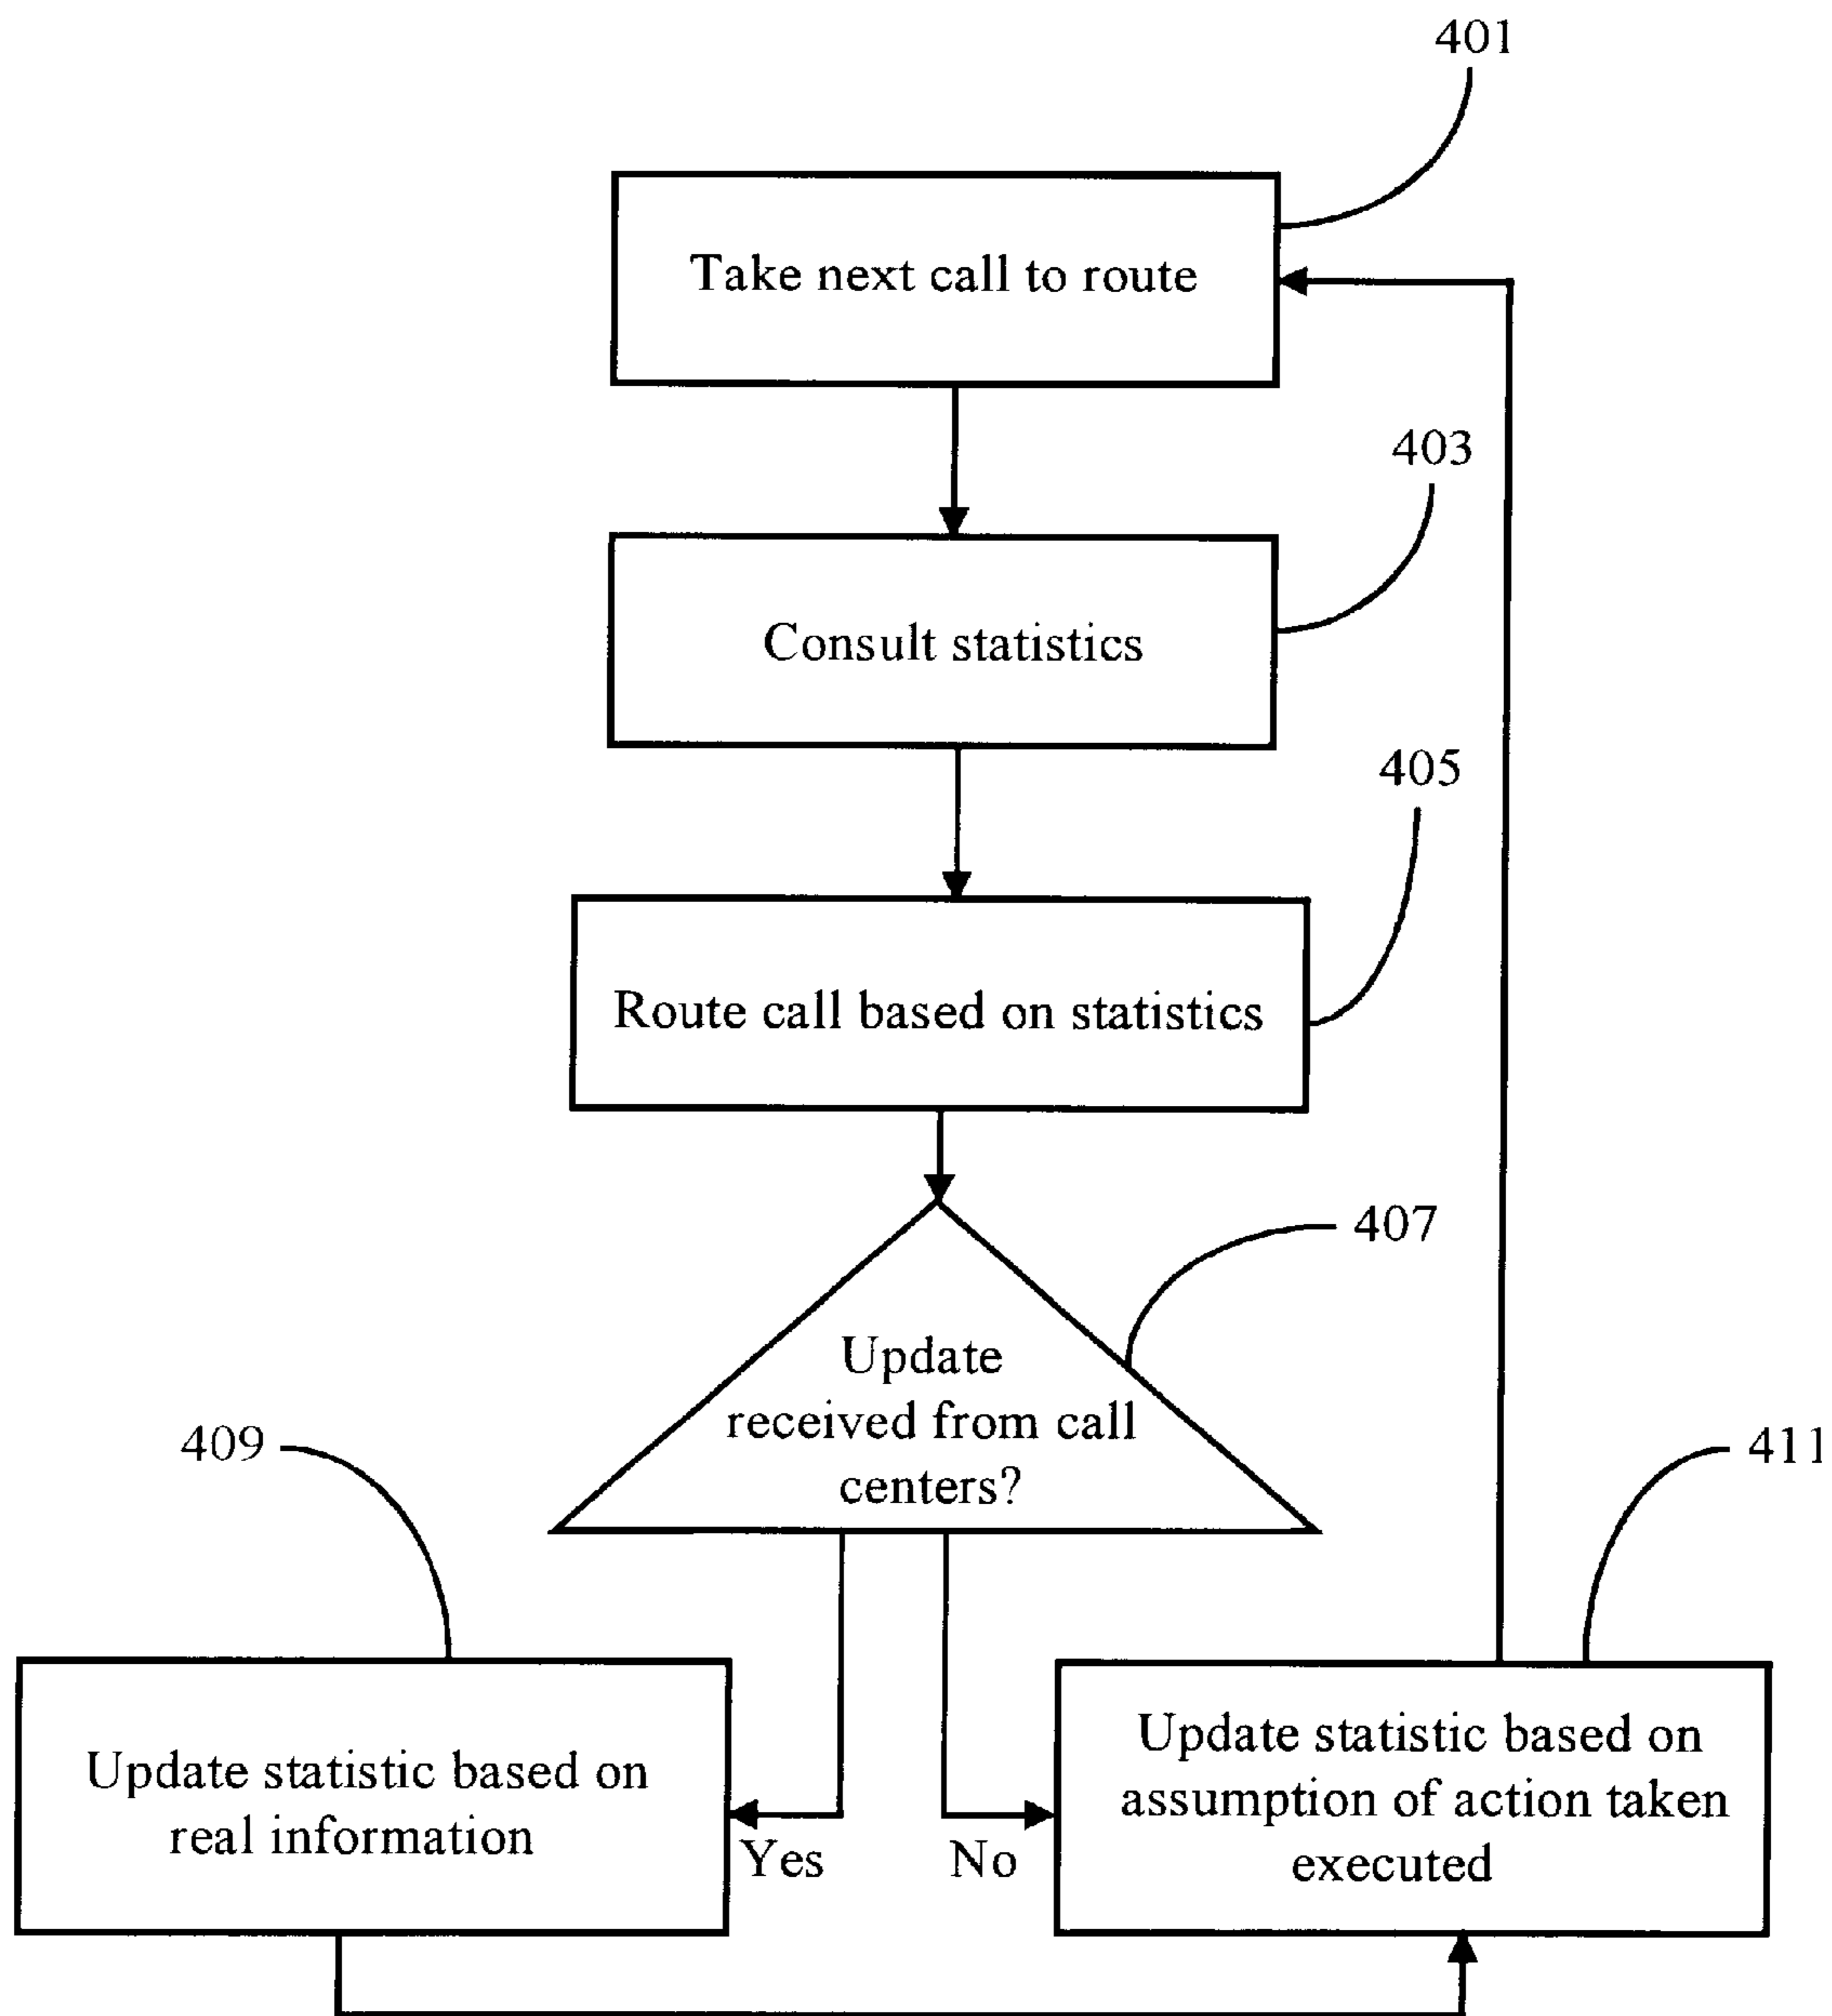 401
Take next call to route
403
Consult statistics
405
Route call based on statistics
407
Update
received from call
centers?
409
411
Update statistic based on
real information
Yes
No
Update statistic based on
assumption of action taken
executed